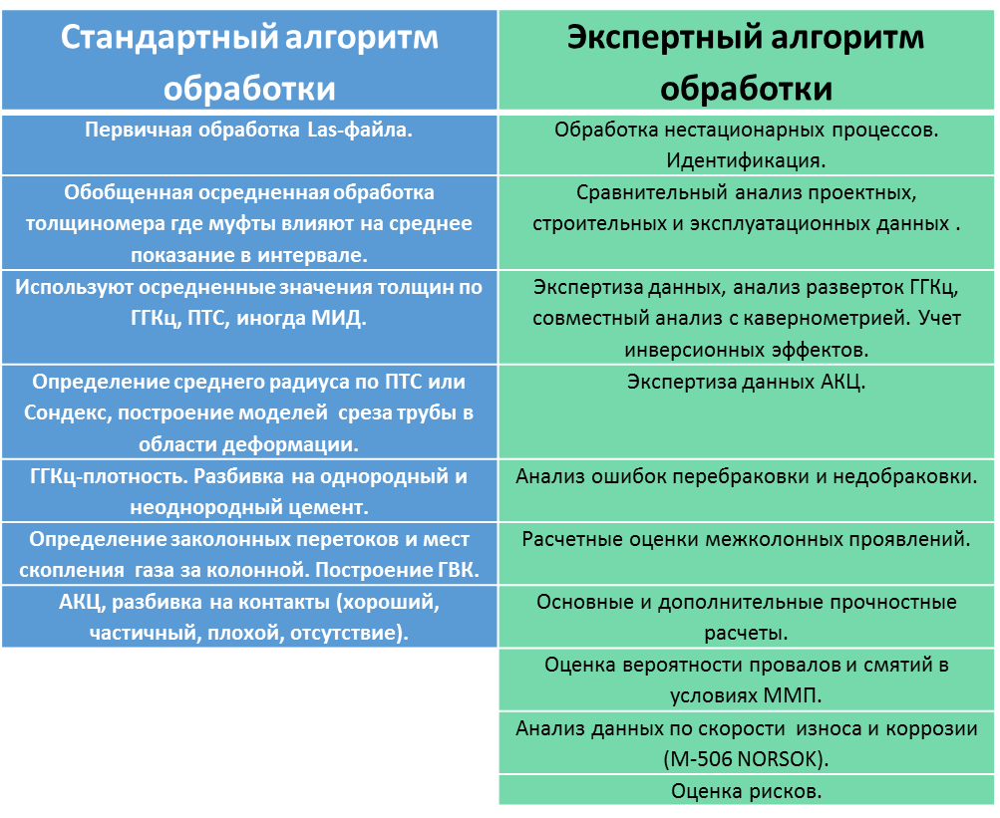 Стандартный алгоритм
обработки
Экспертный алгоритм
обработки
Первичная обработка Las-файла.
Обработка нестационарных процессов.
Идентификация.
Обобщенная осредненная обработка
толщиномера где муфты влияют на среднее
показание в интервале.
Сравнительный анализ проектных,
строительных и эксплуатационных данных .
Используют осредненные значения толщин по
ГГКц, ПТС, иногда МИД.
Экспертиза данных, анализ разверток ГГКц,
совместный анализ с кавернометрией. Учет
инверсионных эффектов.
Определение среднего радиуса по ПТС или
Сондекс, построение моделей среза трубы в
области деформации.
Экспертиза данных АКЦ.
ГГКц-плотность. Разбивка на однородный и
неоднородный цемент.
Анализ ошибок перебраковки и недобраковки.
Определение заколонных перетоков и мест
скопления газа за колонной. Построение ГВК.
Расчетные оценки межколонных проявлений.
АКЦ, разбивка на контакты (хороший,
частичный, плохой, отсутствие).
Основные и дополнительные прочностные
расчеты.
Оценка вероятности провалов и смятий в
условиях ММП.
Анализ данных по скорости износа и коррозии
(M-506 NORSOK).
Оценка рисков.